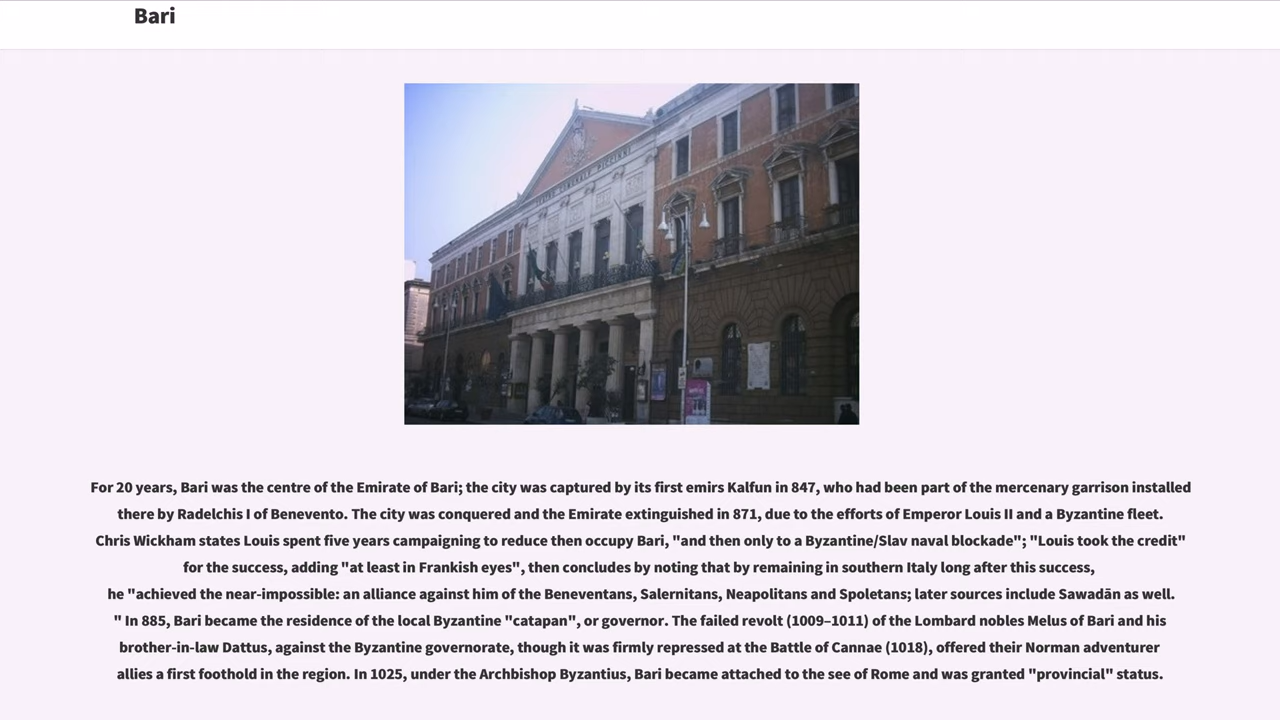 Bari
TEATRO COMUNALE PICCINNI
For 20 years, Bari was the centre of the Emirate of Bari; the city was captured by its first emirs Kalfun in 847, who had been part of the mercenary garrison installed
there by Radelchis I of Benevento. The city was conquered and the Emirate extinguished in 871, due to the efforts of Emperor Louis II and a Byzantine fleet.
Chris Wickham states Louis spent five years campaigning to reduce then occupy Bari, "and then only to a Byzantine/Slav naval blockade"; "Louis took the credit"
for the success, adding "at least in Frankish eyes", then concludes by noting that by remaining in southern Italy long after this success,
he "achieved the near-impossible: an alliance against him of the Beneventans, Salernitans, Neapolitans and Spoletans; later sources include Sawadān as well.
" In 885, Bari became the residence of the local Byzantine "catapan", or governor. The failed revolt (1009–1011) of the Lombard nobles Melus of Bari and his
brother-in-law Dattus, against the Byzantine governorate, though it was firmly repressed at the Battle of Cannae (1018), offered their Norman adventurer
allies a first foothold in the region. In 1025, under the Archbishop Byzantius, Bari became attached to the see of Rome and was granted "provincial" status.